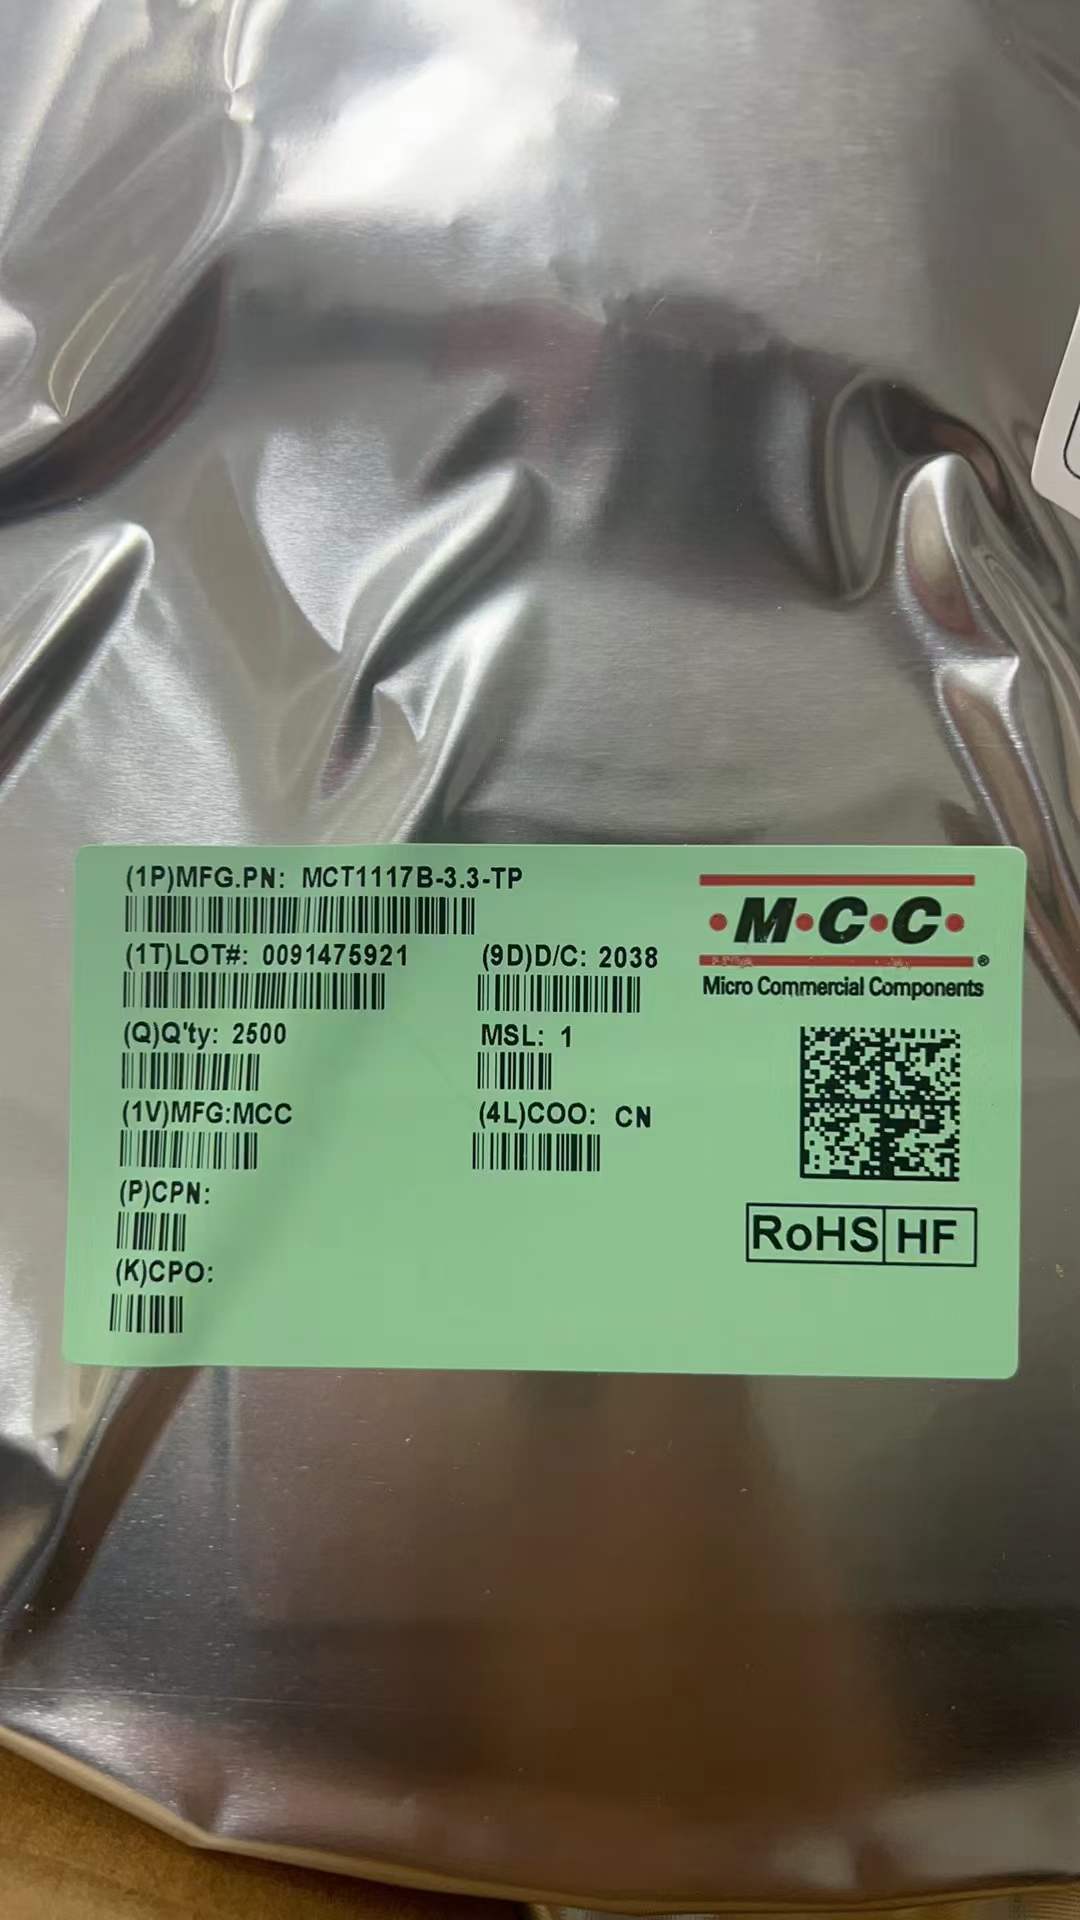 (1P)MFG.PN: MCT1117B-3.3-TP
(1T)LOT#: 0091475921
(9D)D/C: 2038
(Q)Q'ty: 2500
MSL: 1
(1V)MFG:MCC
(4L)COO: CN
(P)CPN:
(K)CPO:
·M·C·C·
®
Micro Commercial Components
RoHS HF